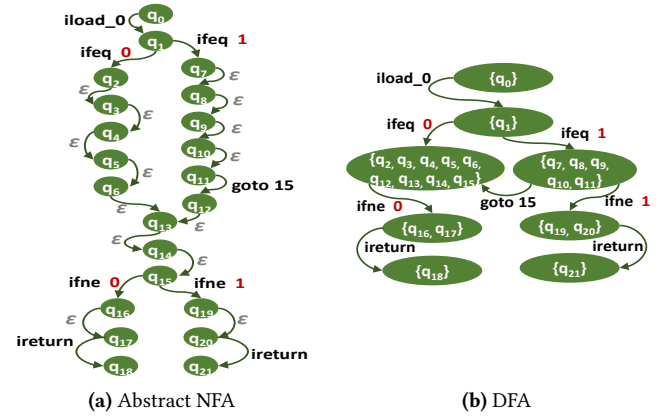 q0
iload_0
q1
ifeq 0
ifeq 1
q2
q7
ε
ε
q3
q8
ε
ε
q4
q9
ε
ε
q5
q10
ε
ε
q6
q11
goto 15
ε
q12
q13
ε
ε
q14
ε
q15
ifne 0
ifne 1
q16
q19
ε
ε
q17
q20
ireturn
ireturn
q18
q21
(a) Abstract NFA
{q0}
iload_0
{q1}
ifeq 0
ifeq 1
{q2, q3, q4, q5, q6,
q12, q13, q14, q15}
{q7, q8, q9,
q10, q11}
goto 15
ifne 0
ifne 1
{q16, q17}
{q19, q20}
ireturn
ireturn
{q18}
{q21}
(b) DFA